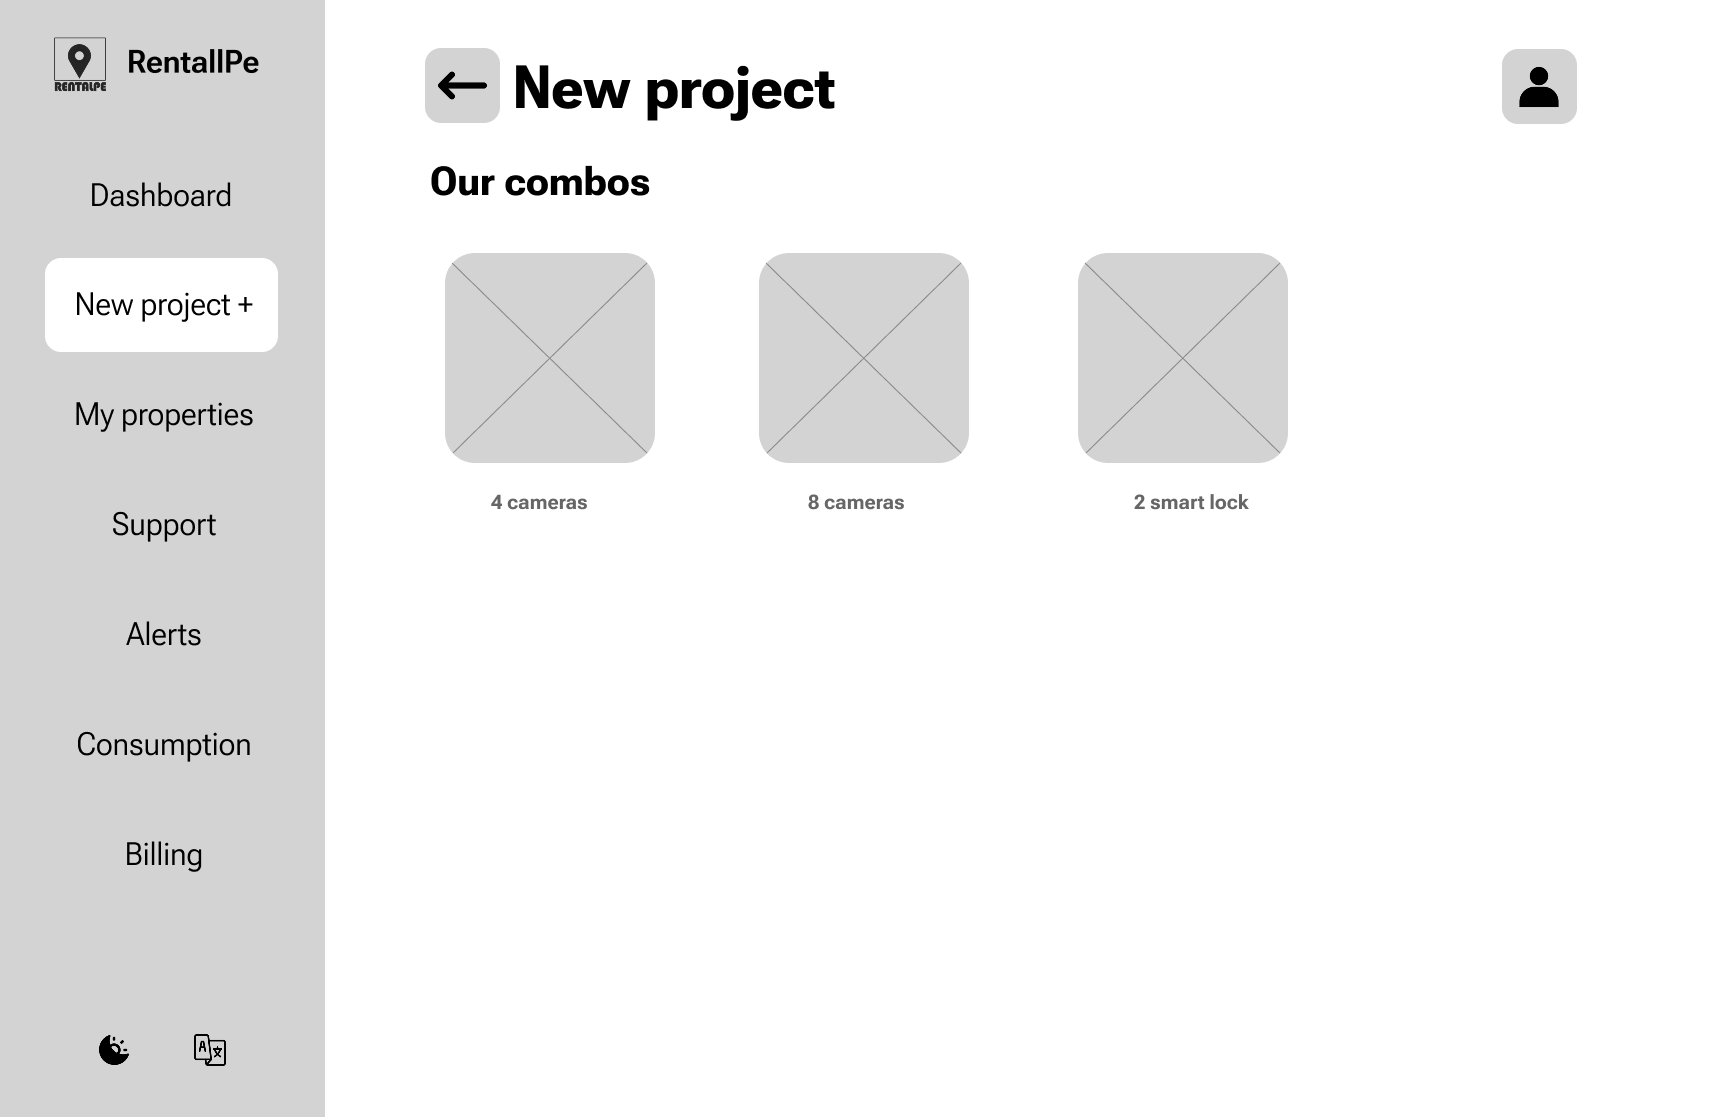 RENTALPE
RentallPe
Dashboard
New project +
My properties
Support
Alerts
Consumption
Billing
A 文
New project
Our combos
4 cameras
8 cameras
2 smart lock